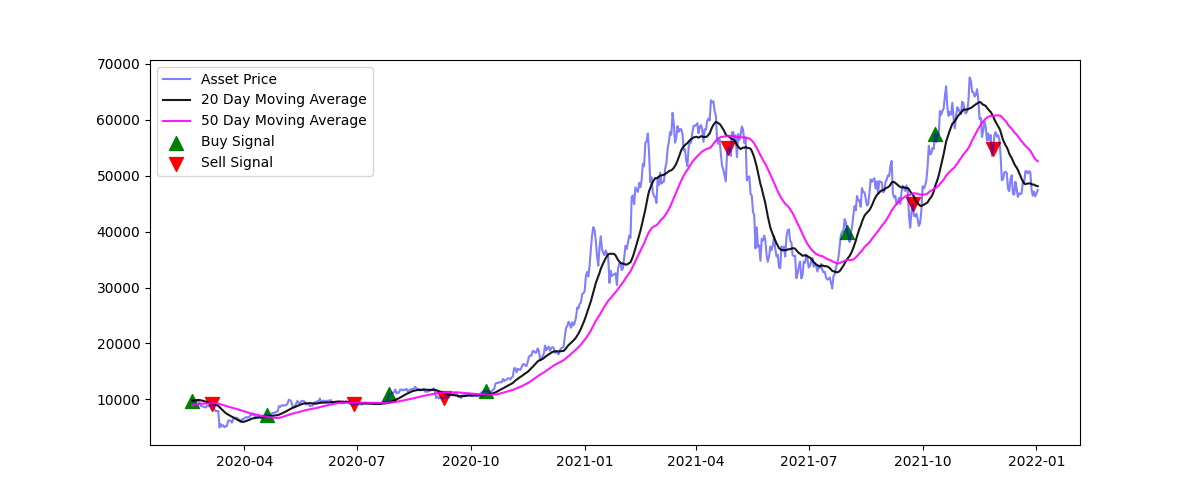 70000
60000
50000
40000
30000
20000
10000
Asset Price
20 Day Moving Average
50 Day Moving Average
Buy Signal
Sell Signal
2020-04 2020-07 2020-10 2021-01 2021-04 2021-07 2021-10 2022-01